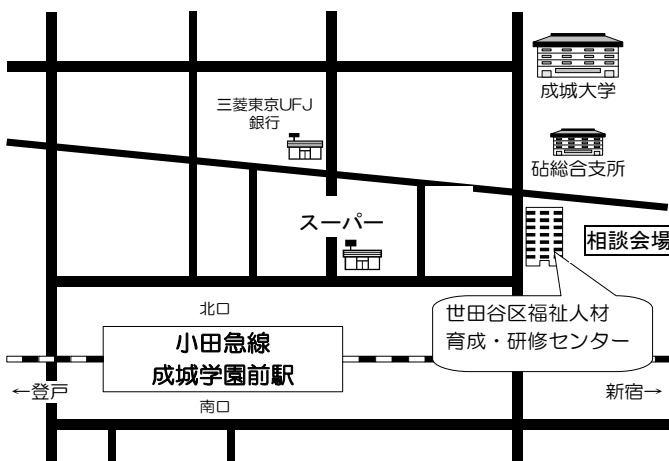 成城大学
三菱東京UFJ
銀行
砧総合支所
スーパー
相談会場
北口
世田谷区福祉人材
育成・研修センター
小田急線
成城学園前駅
←登戸
新宿→
南口